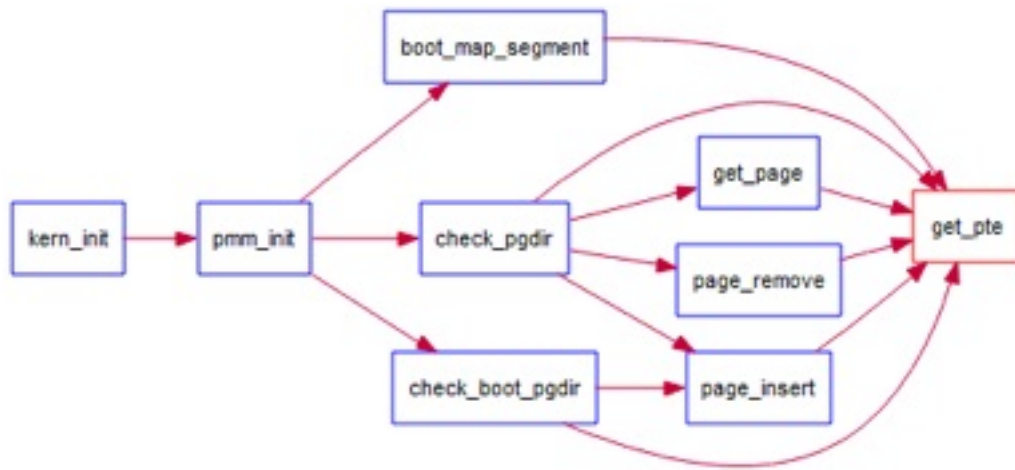 boot_map_segment
get_page
kern_init
pmm_init
check_pgdir
get_pte
page_remove
check_boot_pgdir
page_insert